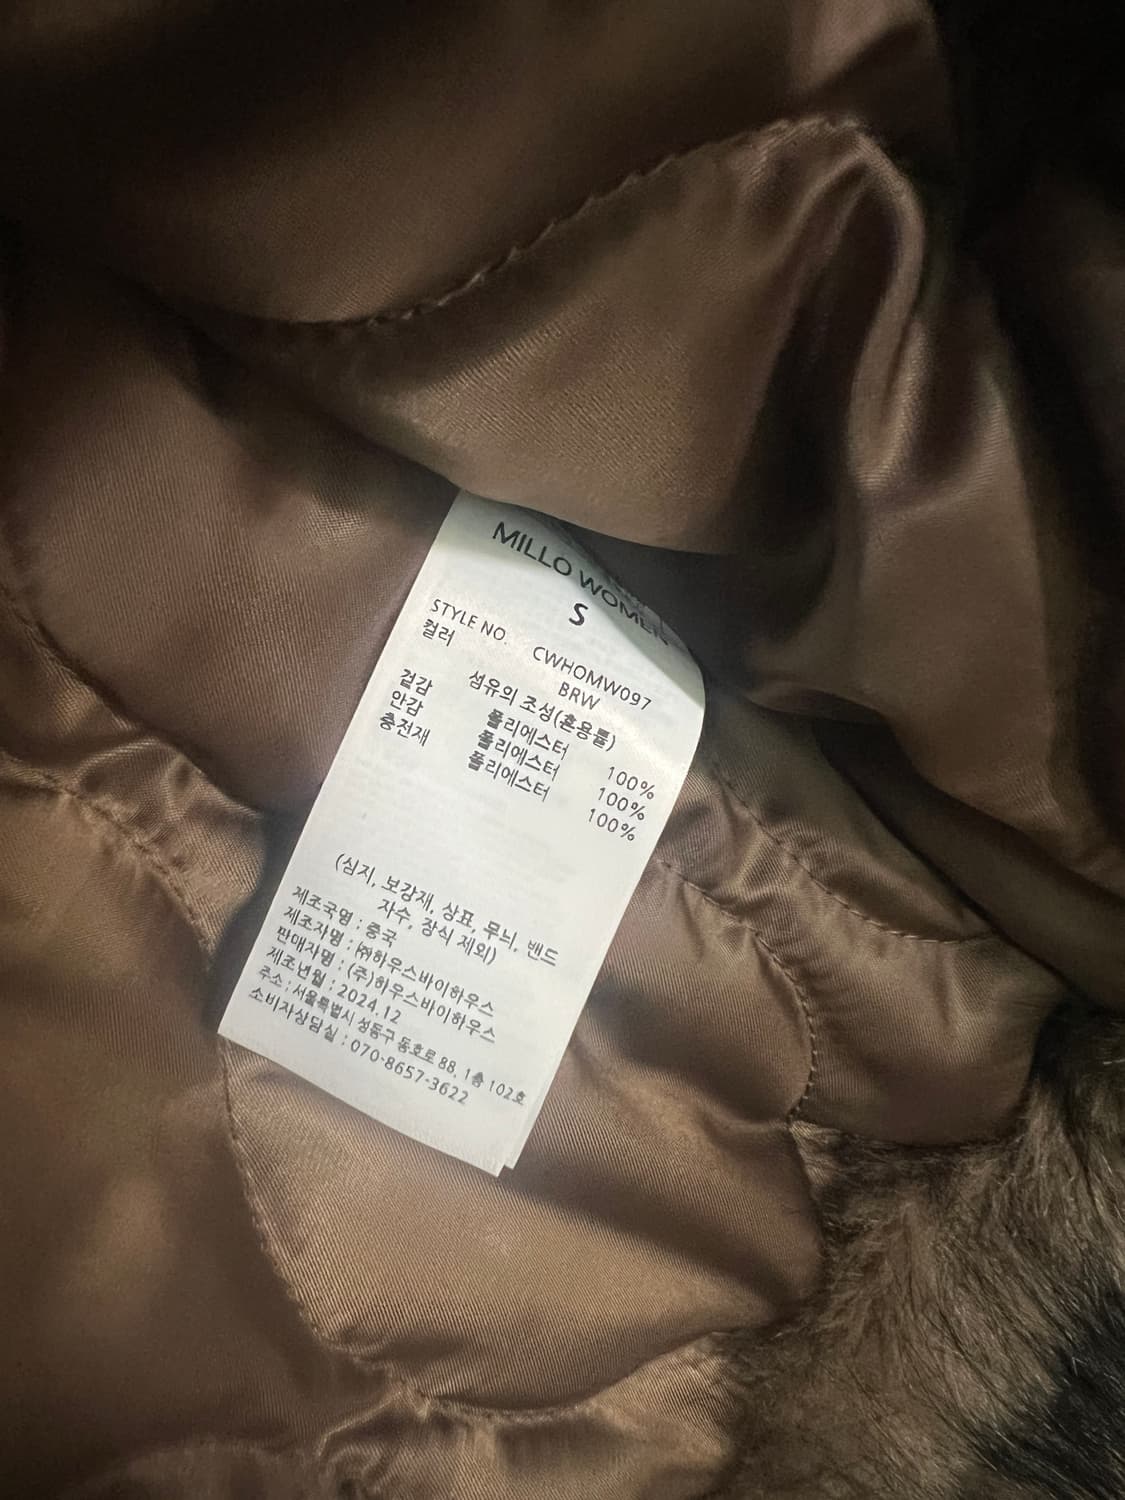 MILLO WOMEN
S
STYLE NO. CWHOMW097
컬러 BRW
섬유의 조성(혼용률)
겉감 폴리에스터 100%
안감 폴리에스터 100%
충전재 폴리에스터 100%
(심지, 보강재, 상표, 무늬, 밴드
자수, 장식 제외)
제조국명 : 중국
제조자명 : ㈜하우스바이하우스
판매자명 : (주)하우스바이하우스
제조년월 : 2024.12
주소 : 서울특별시 성동구 동호로 88, 1층 102호
소비자상담실 : 070-8657-3622